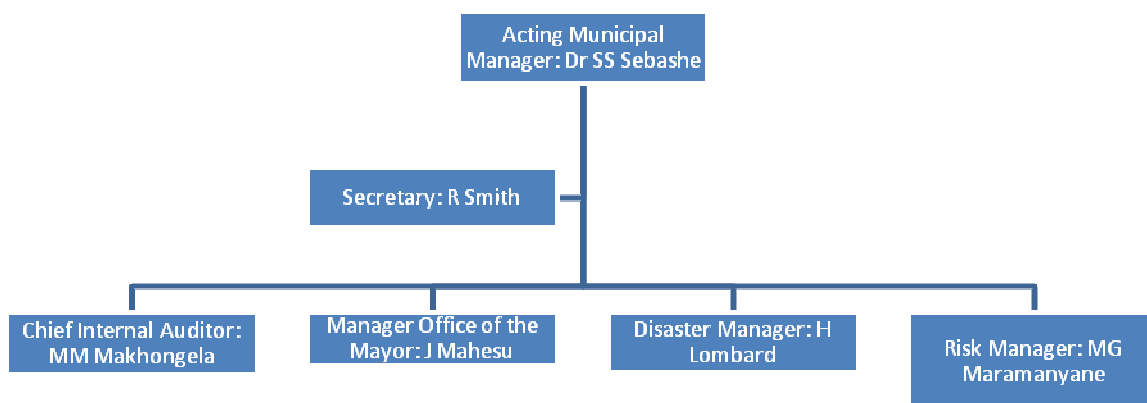 Acting Municipal
Manager: Dr SS Sebashe
Secretary: R Smith
Chief Internal Auditor:
MM Makhongela
Manager Office of the
Mayor: J Mahesu
Disaster Manager: H
Lombard
Risk Manager: MG
Maramanyane